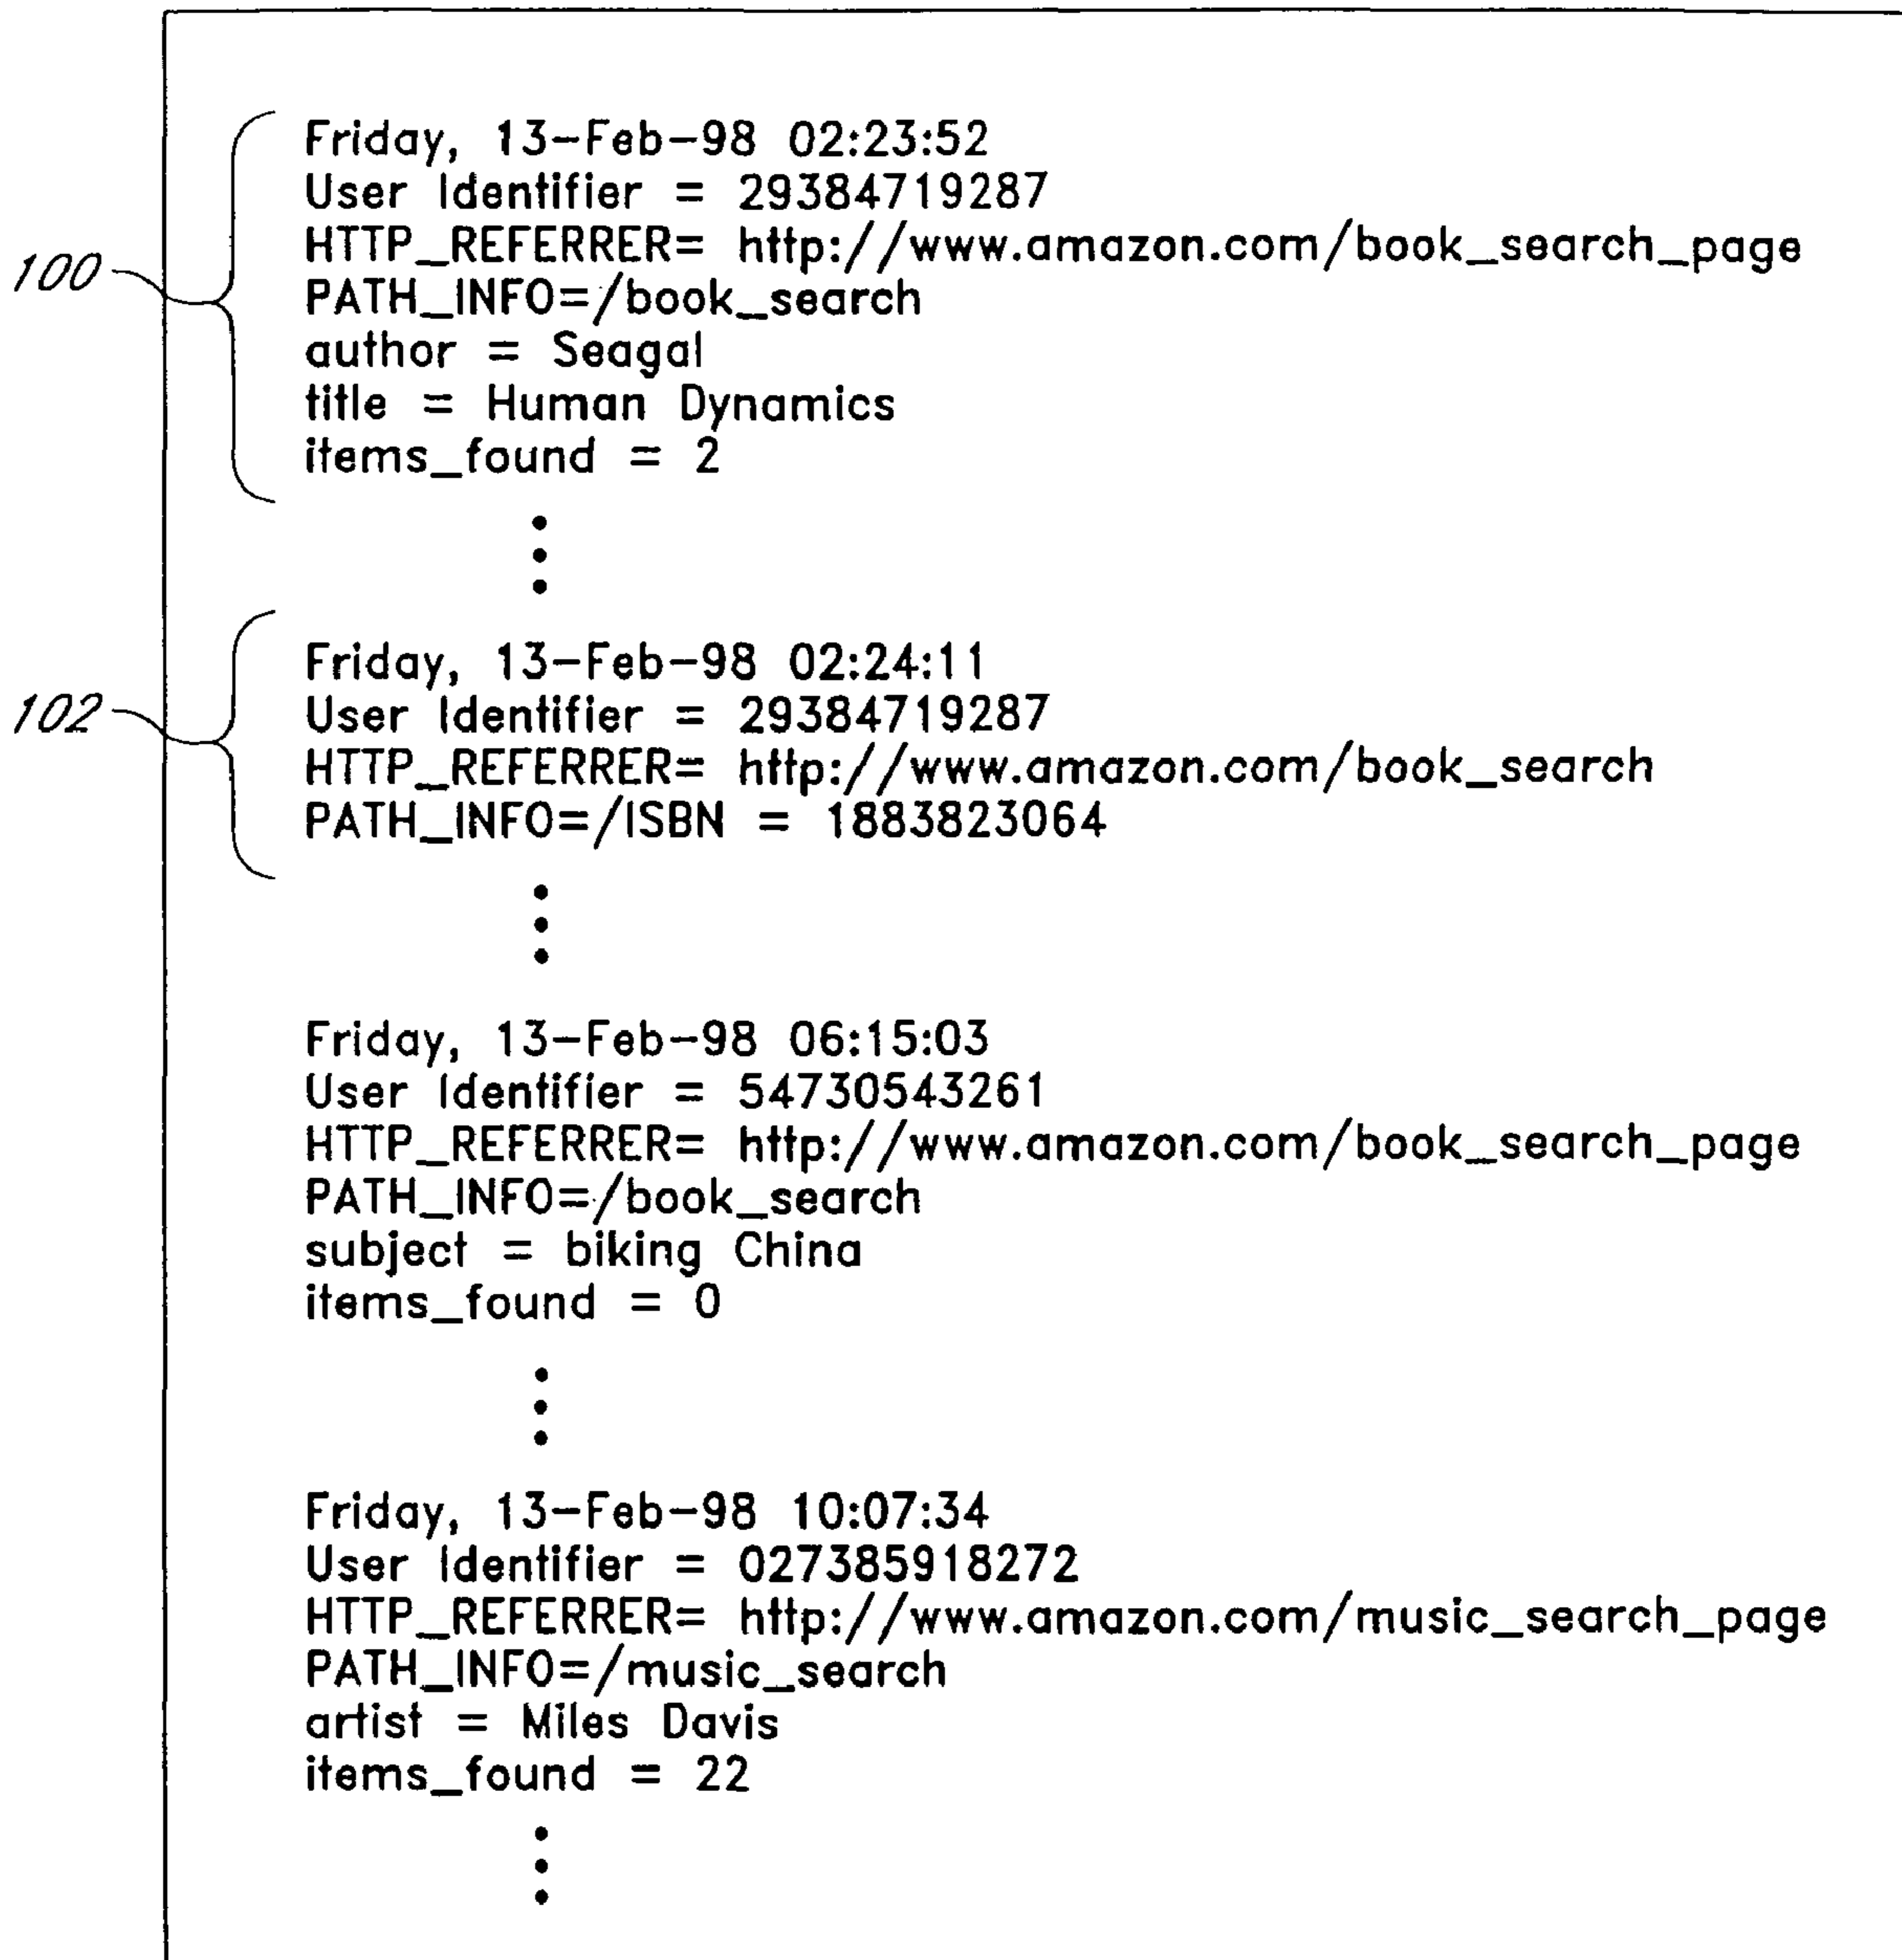 Friday, 13-Feb-98 02:23:52
User Identifier = 29384719287
HTTP_REFERRER= http://www.amazon.com/book_search_page
100
PATH_INFO=/book_search
author = Seagal
title = Human Dynamics
items_found = 2
Friday, 13-Feb-98 02:24:11
102
User Identifier = 29384719287
HTTP_REFERRER= http://www.amazon.com/book_search
PATH_INFO=/ISBN = 1883823064
Friday, 13-Feb-98 06:15:03
User Identifier = 54730543261
HTTP_REFERRER= http://www.amazon.com/book_search_page
PATH_INFO=/book_search
subject = biking China
items_found = 0
Friday, 13-Feb-98 10:07:34
User Identifier = 027385918272
HTTP_REFERRER= http://www.amazon.com/music_search_page
PATH_INFO=/music_search
artist = Miles Davis
items_found = 22